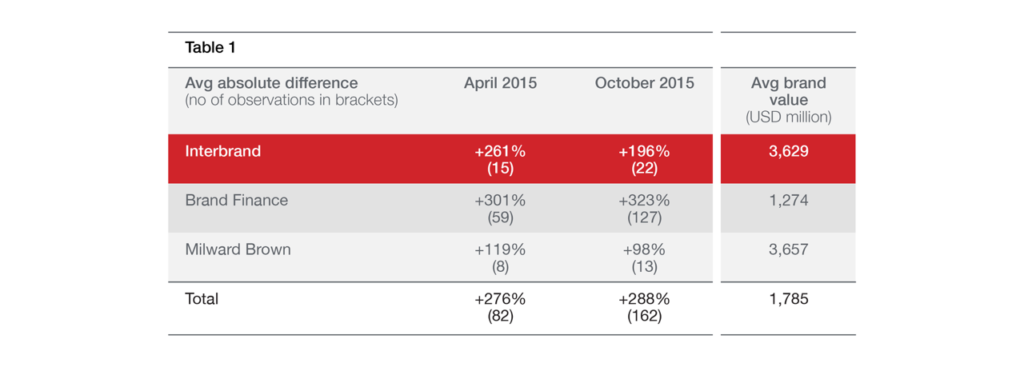 Table 1
Avg absolute difference
(no of observations in brackets)
April 2015
October 2015
Avg brand
value
(USD million)
Interbrand
+261%
(15)
+196%
(22)
3,629
Brand Finance
+301%
(59)
+323%
(127)
1,274
Milward Brown
+119%
(8)
+98%
(13)
3,657
Total
+276%
(82)
+288%
(162)
1,785